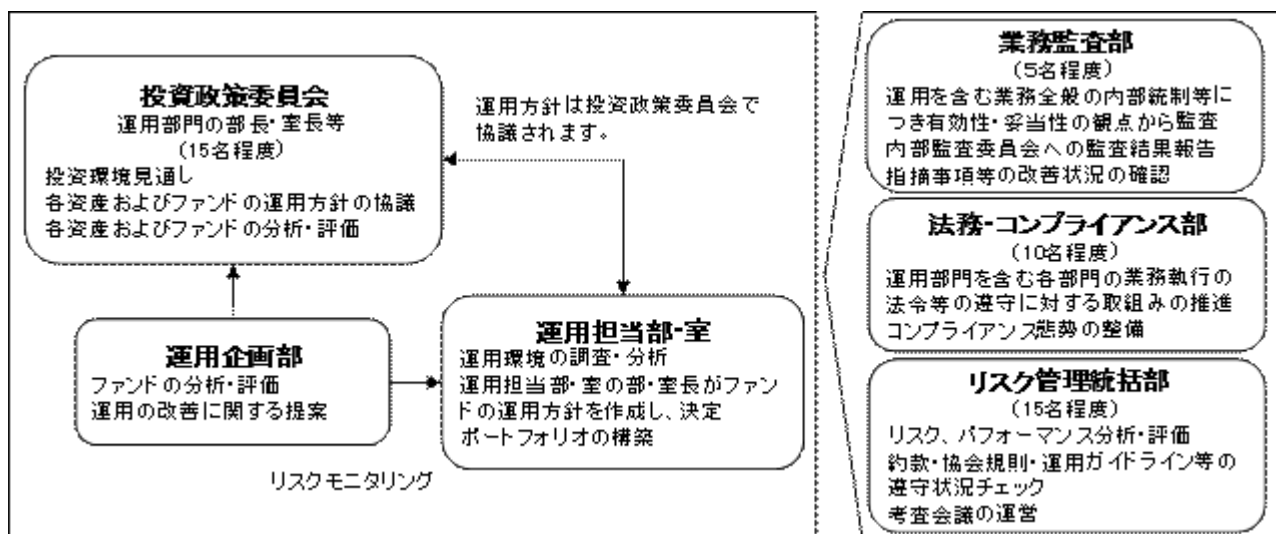 投資政策委員会
運用部門の部長・室長等
(15名程度)
投資環境見通し
各資産およびファンドの運用方針の協議
各資産およびファンドの分析・評価
運用方針は投資政策委員会で
協議されます。
運用企画部
ファンドの分析・評価
運用の改善に関する提案
運用担当部・室
運用環境の調査・分析
運用担当部・室の部・室長がファン
ドの運用方針を作成し、決定
ポートフォリオの構築
リスクモニタリング
業務監査部
(5名程度)
運用を含む業務全般の内部統制等に
つき有効性・妥当性の観点から監査
内部監査委員会への監査結果報告
指摘事項等の改善状況の確認
法務・コンプライアンス部
(10名程度)
運用部門を含む各部門の業務執行の
法令等の遵守に対する取組みの推進
コンプライアンス態勢の整備
リスク管理統括部
(15名程度)
リスク、パフォーマンス分析・評価
約款・協会規則・運用ガイドライン等の
遵守状況チェック
考査会議の運営